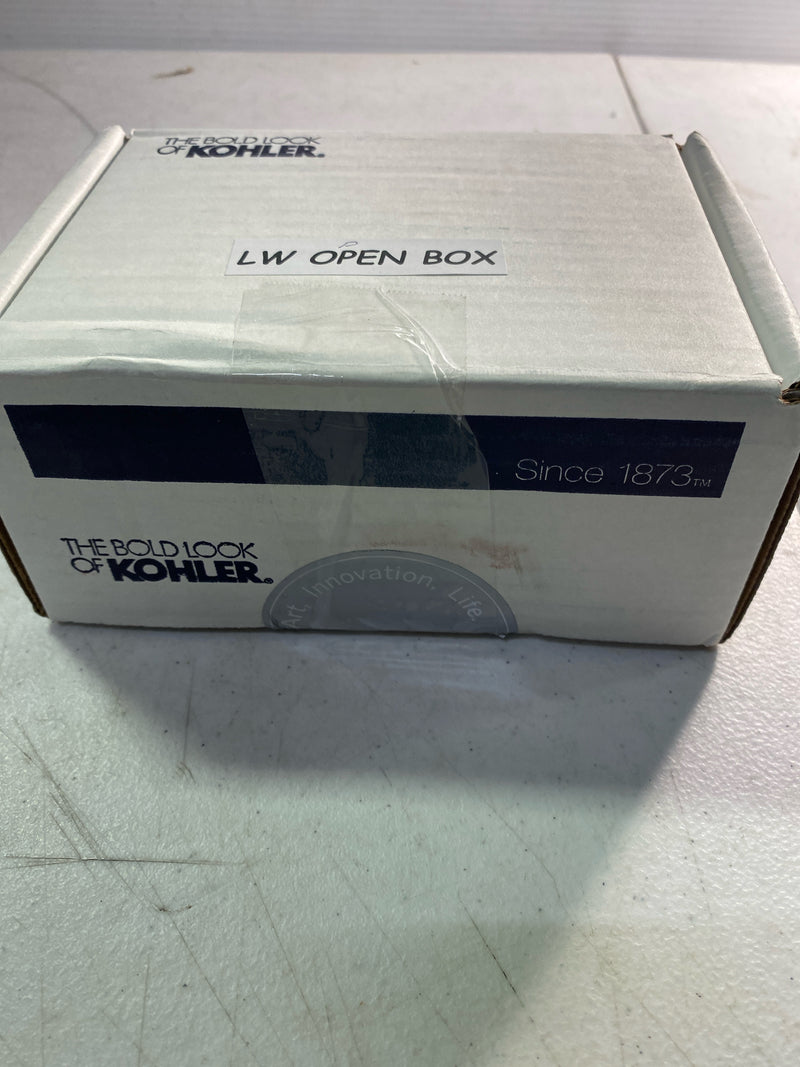 THE BOLD LOOK
OF KOHLER®
LW OPEN BOX
Since 1873™
THE BOLD LOOK
OF KOHLER®
Art. Innovation. Life.